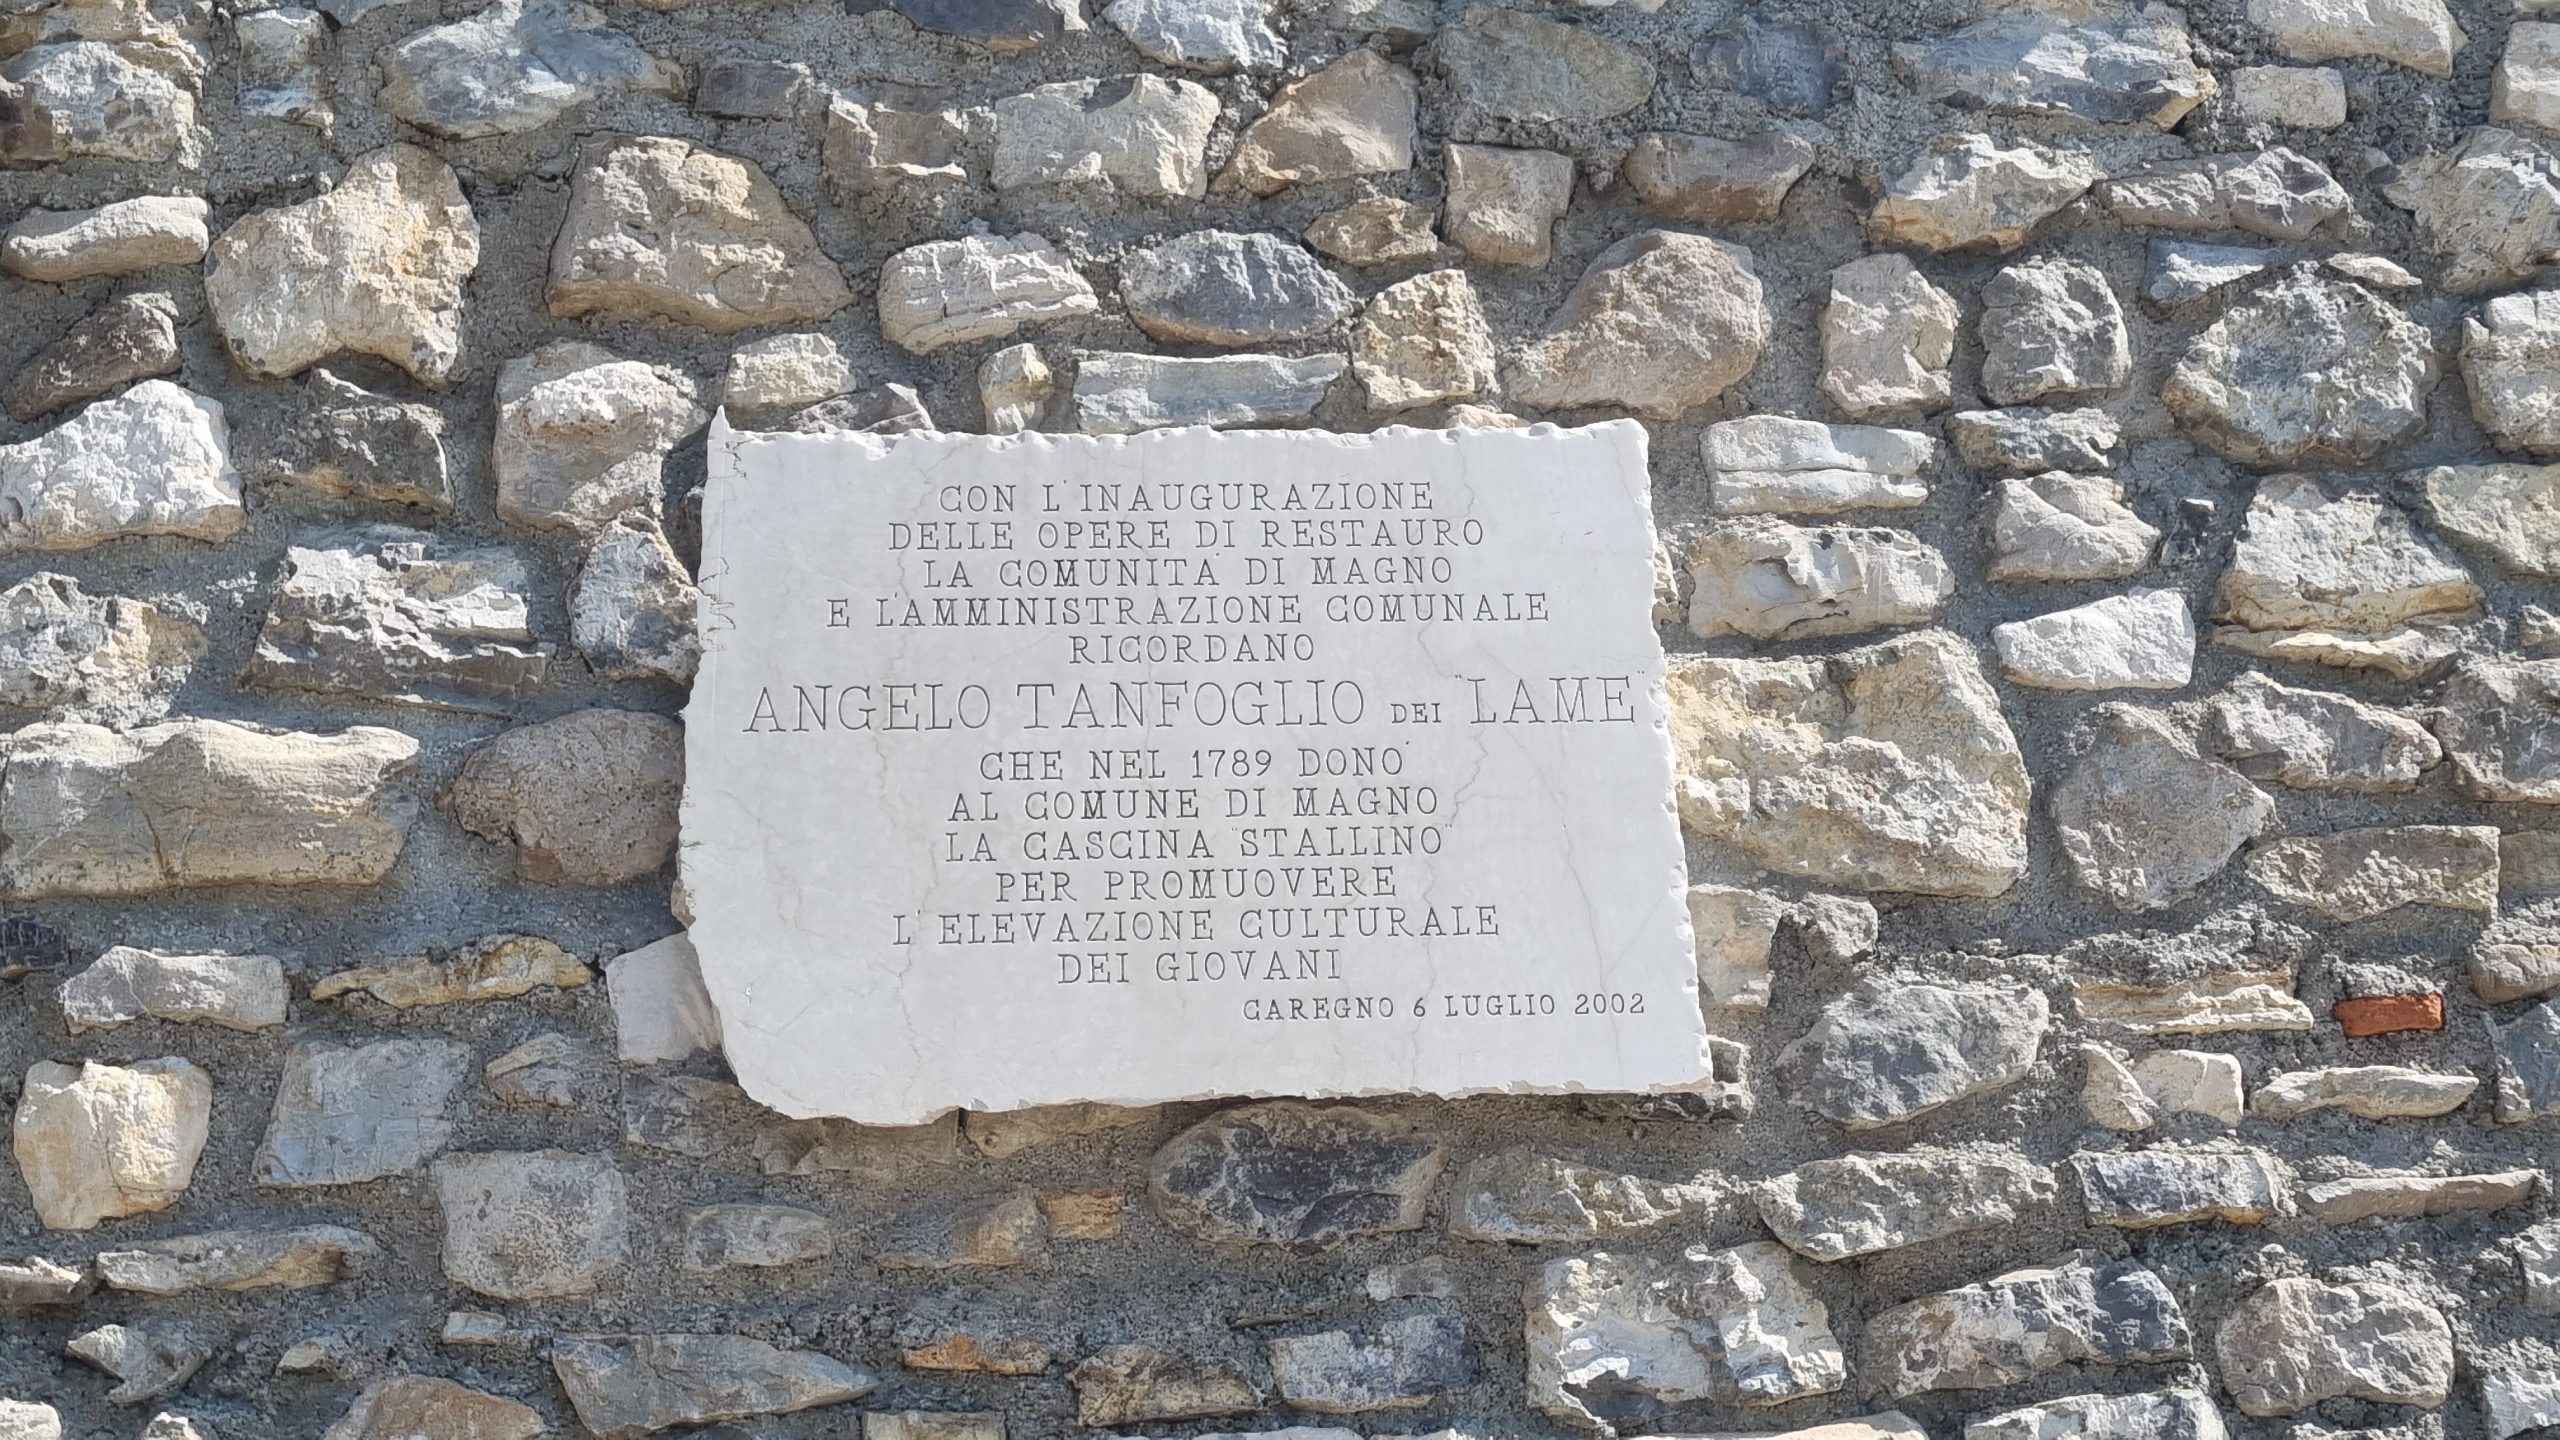 CON L'INAUGURAZIONE
DELLE OPERE DI RESTAURO
LA COMUNITA' DI MAGNO
E L'AMMINISTRAZIONE COMUNALE
RICORDANO
ANGELO TANFOGLIO DEI "LAME"
CHE NEL 1789 DONO'
AL COMUNE DI MAGNO
LA CASCINA "STALLINO"
PER PROMUOVERE
L'ELEVAZIONE CULTURALE
DEI GIOVANI
CAREGNO 6 LUGLIO 2002